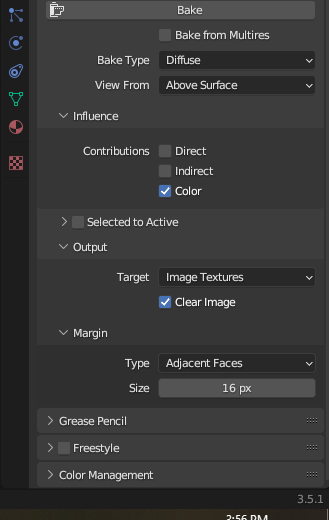 Bake
Bake from Multires
Bake Type Diffuse
View From Above Surface
Influence
Contributions Direct
Indirect
Color
Selected to Active
Output
Target Image Textures
Clear Image
Margin
Type Adjacent Faces
Size 16 px
Grease Pencil
Freestyle
Color Management
3.5.1
2:56 PM